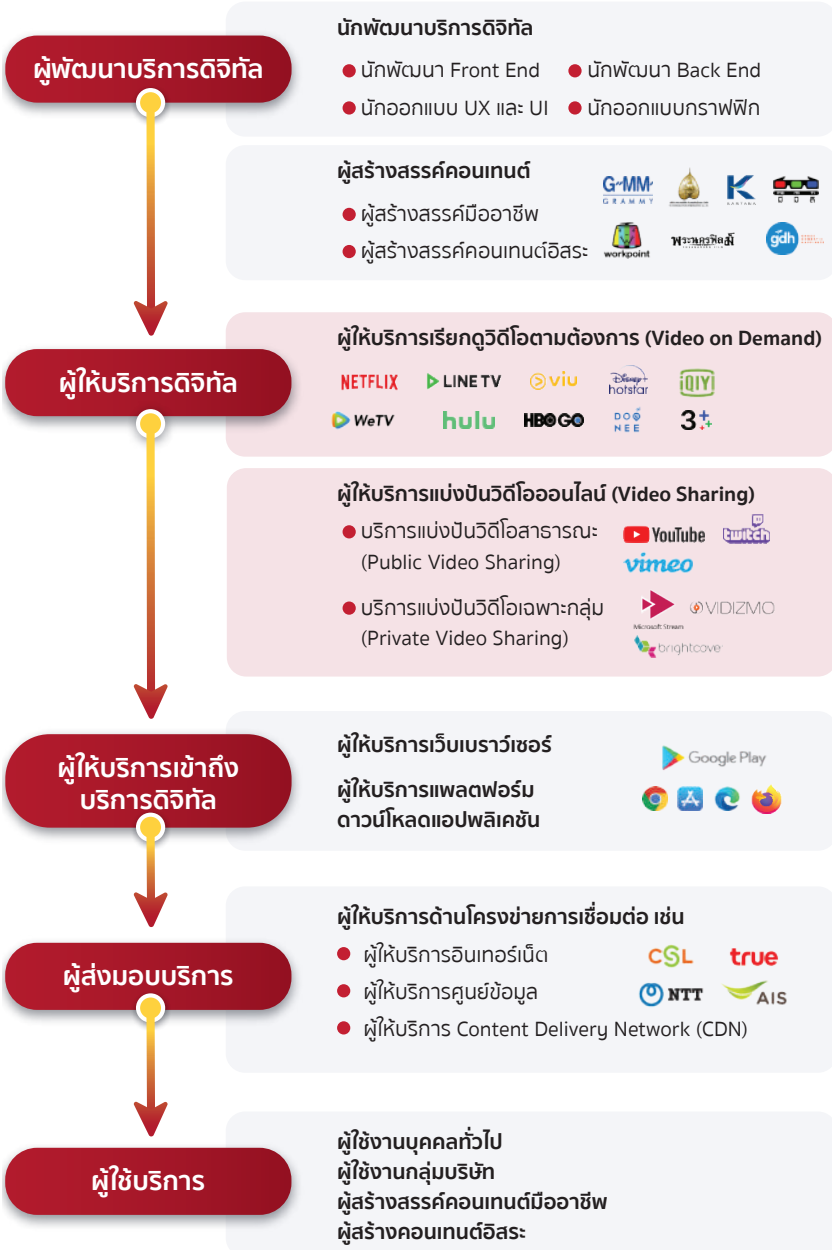 นักพัฒนาบริการดิจิทัล
ผู้พัฒนาบริการดิจิทัล
นักพัฒนา Front End
นักพัฒนา Back End
นักออกแบบ UX และ UI
นักออกแบบกราฟฟิก
ผู้สร้างสรรค์คอนเทนต์
ผู้สร้างสรรค์มืออาชีพ
ผู้สร้างสรรค์คอนเทนต์อิสระ
G"MM'
GRAMMY
K
KANTANA
workpoint
พระนครฟิลม์
gdh
ผู้ให้บริการดิจิทัล
ผู้ให้บริการเรียกดูวิดีโอตามต้องการ (Video on Demand)
NETFLIX
LINE TV
viu
Disney+
hotstar
iQIYI
WeTV
hulu
HBO GO
DOO
NEE
3+
ผู้ให้บริการแบ่งปันวิดีโอออนไลน์ (Video Sharing)
บริการแบ่งปันวิดีโอสาธารณะ
(Public Video Sharing)
YouTube
twitch
vimeo
บริการแบ่งปันวิดีโอเฉพาะกลุ่ม
(Private Video Sharing)
Microsoft Stream
VIDIZMO
brightcove
ผู้ให้บริการเข้าถึง
บริการดิจิทัล
ผู้ให้บริการเว็บเบราว์เซอร์
ผู้ให้บริการแพลตฟอร์ม
ดาวน์โหลดแอปพลิเคชัน
Google Play
ผู้ส่งมอบบริการ
ผู้ให้บริการด้านโครงข่ายการเชื่อมต่อ เช่น
ผู้ให้บริการอินเทอร์เน็ต
ผู้ให้บริการศูนย์ข้อมูล
ผู้ให้บริการ Content Delivery Network (CDN)
CSL
true
NTT
AIS
ผู้ใช้บริการ
ผู้ใช้งานบุคคลทั่วไป
ผู้ใช้งานกลุ่มบริษัท
ผู้สร้างสรรค์คอนเทนต์มืออาชีพ
ผู้สร้างคอนเทนต์อิสระ